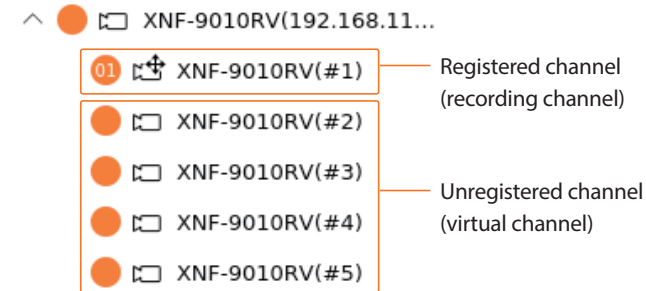 XNF-9010RV(192.168.11...
01 XNF-9010RV(#1)
Registered channel
(recording channel)
XNF-9010RV(#2)
XNF-9010RV(#3)
XNF-9010RV(#4)
XNF-9010RV(#5)
Unregistered channel
(virtual channel)